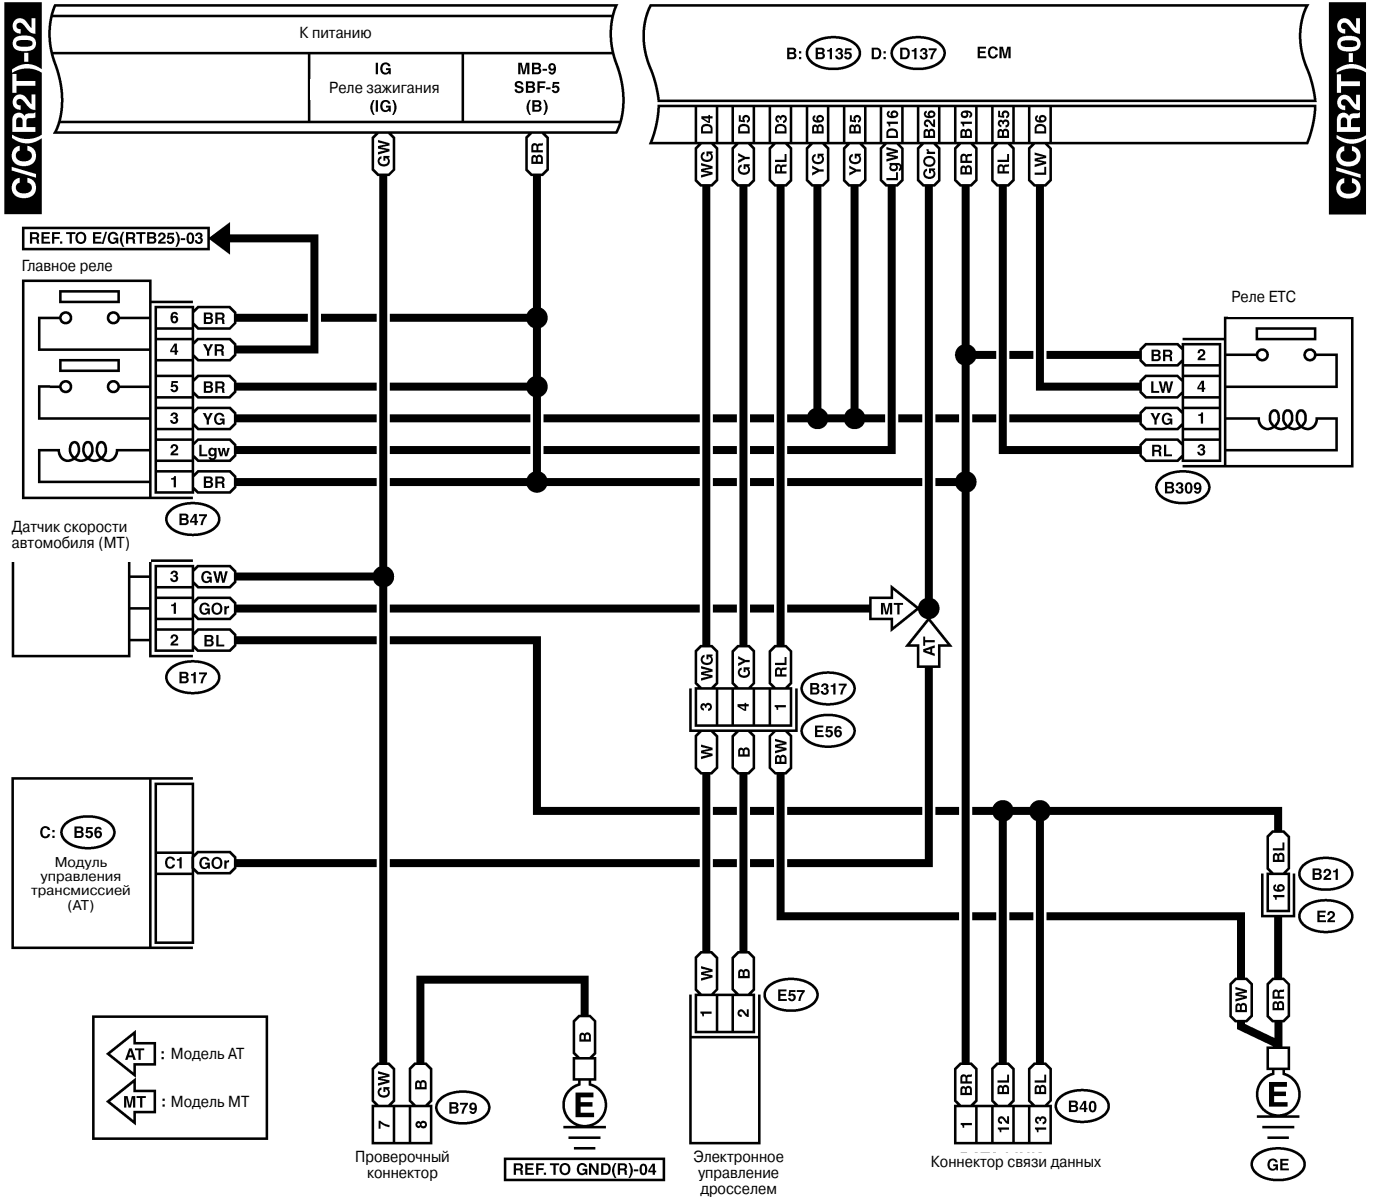 C/C(R2T)-02
К питанию
IG
Реле зажигания
(IG)
MB-9
SBF-5
(B)
B: B135 D: D137 ECM
C/C(R2T)-02
D4 D5 D3 B6 B5 D16 B26 B19 B35 D6
GW BR
WG GY RL YG YG LgW GOr BR RL LW
REF. TO E/G(RTB25)-03
Главное реле
6 BR
4 YR
5 BR
3 YG
2 Lgw
1 BR
B47
Реле ETC
BR 2
LW 4
YG 1
RL 3
B309
Датчик скорости
автомобиля (МТ)
3 GW
1 GOr
2 BL
B17
MT
AT
WG GY RL
3 4 1
B317
E56
W B BW
C: B56
Модуль
управления
трансмиссией
(АТ)
C1 GOr
BL
16
B21
E2
W B
1 2
E57
BW BR
E
GE
AT : Модель АТ
MT : Модель МТ
GW B
7 8
B79
Проверочный
коннектор
B
E
REF. TO GND(R)-04
Электронное
управление
дросселем
BR BL BL
1 12 13
B40
Коннектор связи данных